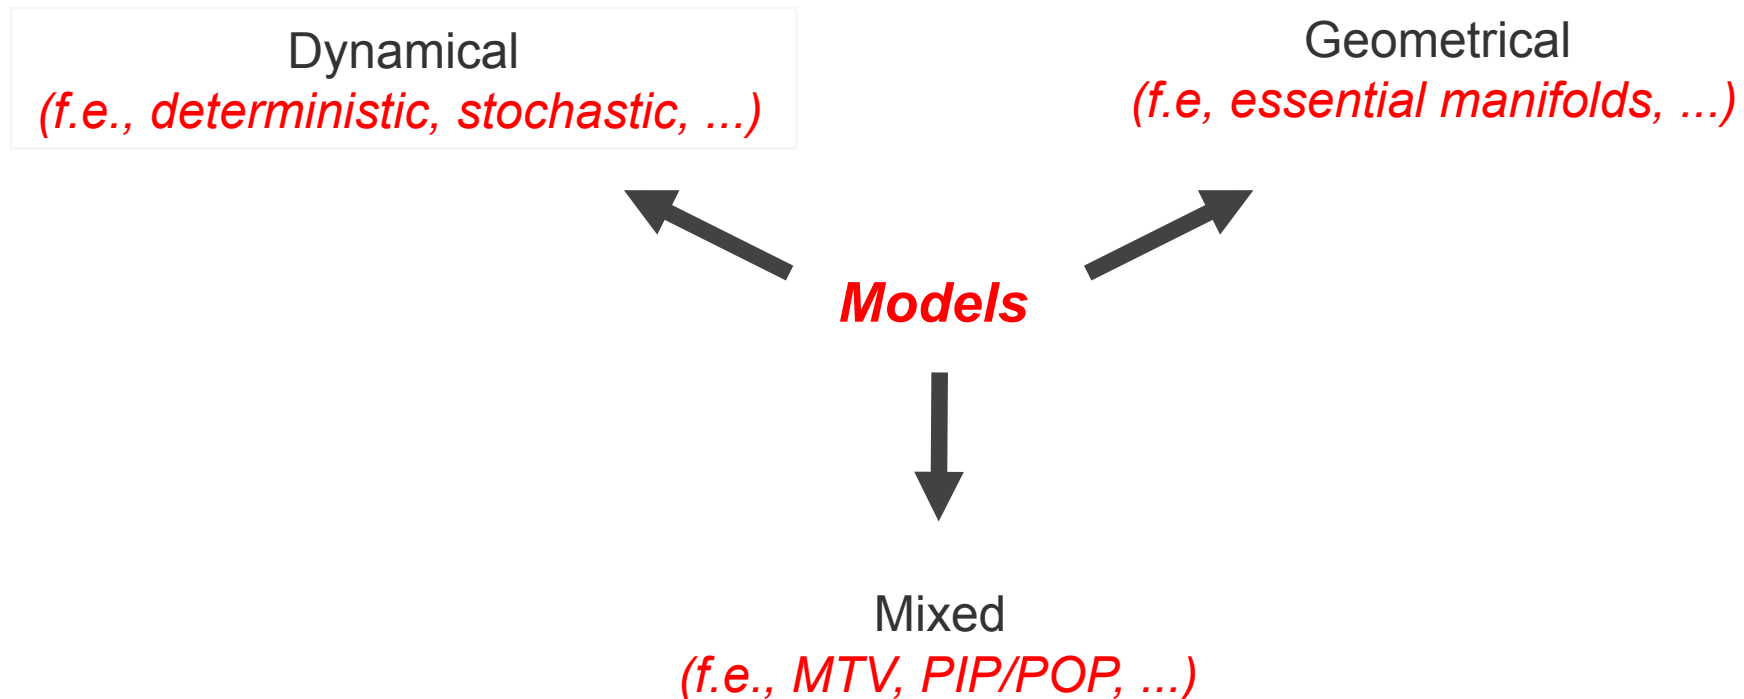 Dynamical
(f.e., deterministic, stochastic, ...)
Geometrical
(f.e, essential manifolds, ...)
Models
Mixed
(f.e., MTV, PIP/POP, ...)